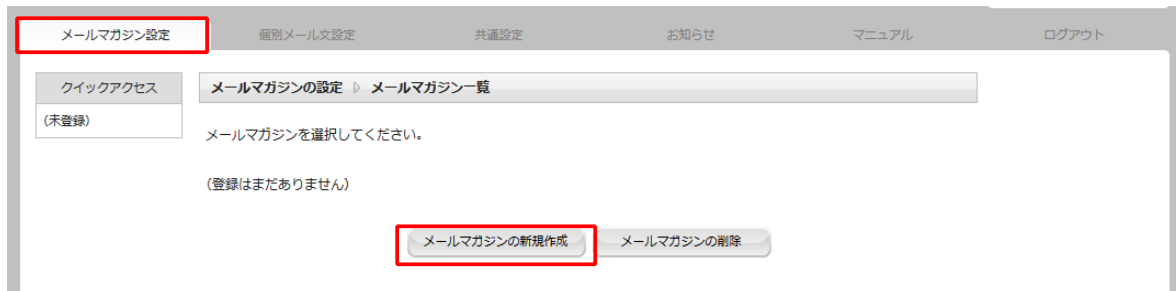 メールマガジン設定 個別メール文設定 共通設定 お知らせ マニュアル ログアウト
クイックアクセス
(未登録)
メールマガジンの設定 ▷ メールマガジン一覧
メールマガジンを選択してください。
(登録はまだありません)
メールマガジンの新規作成 メールマガジンの削除